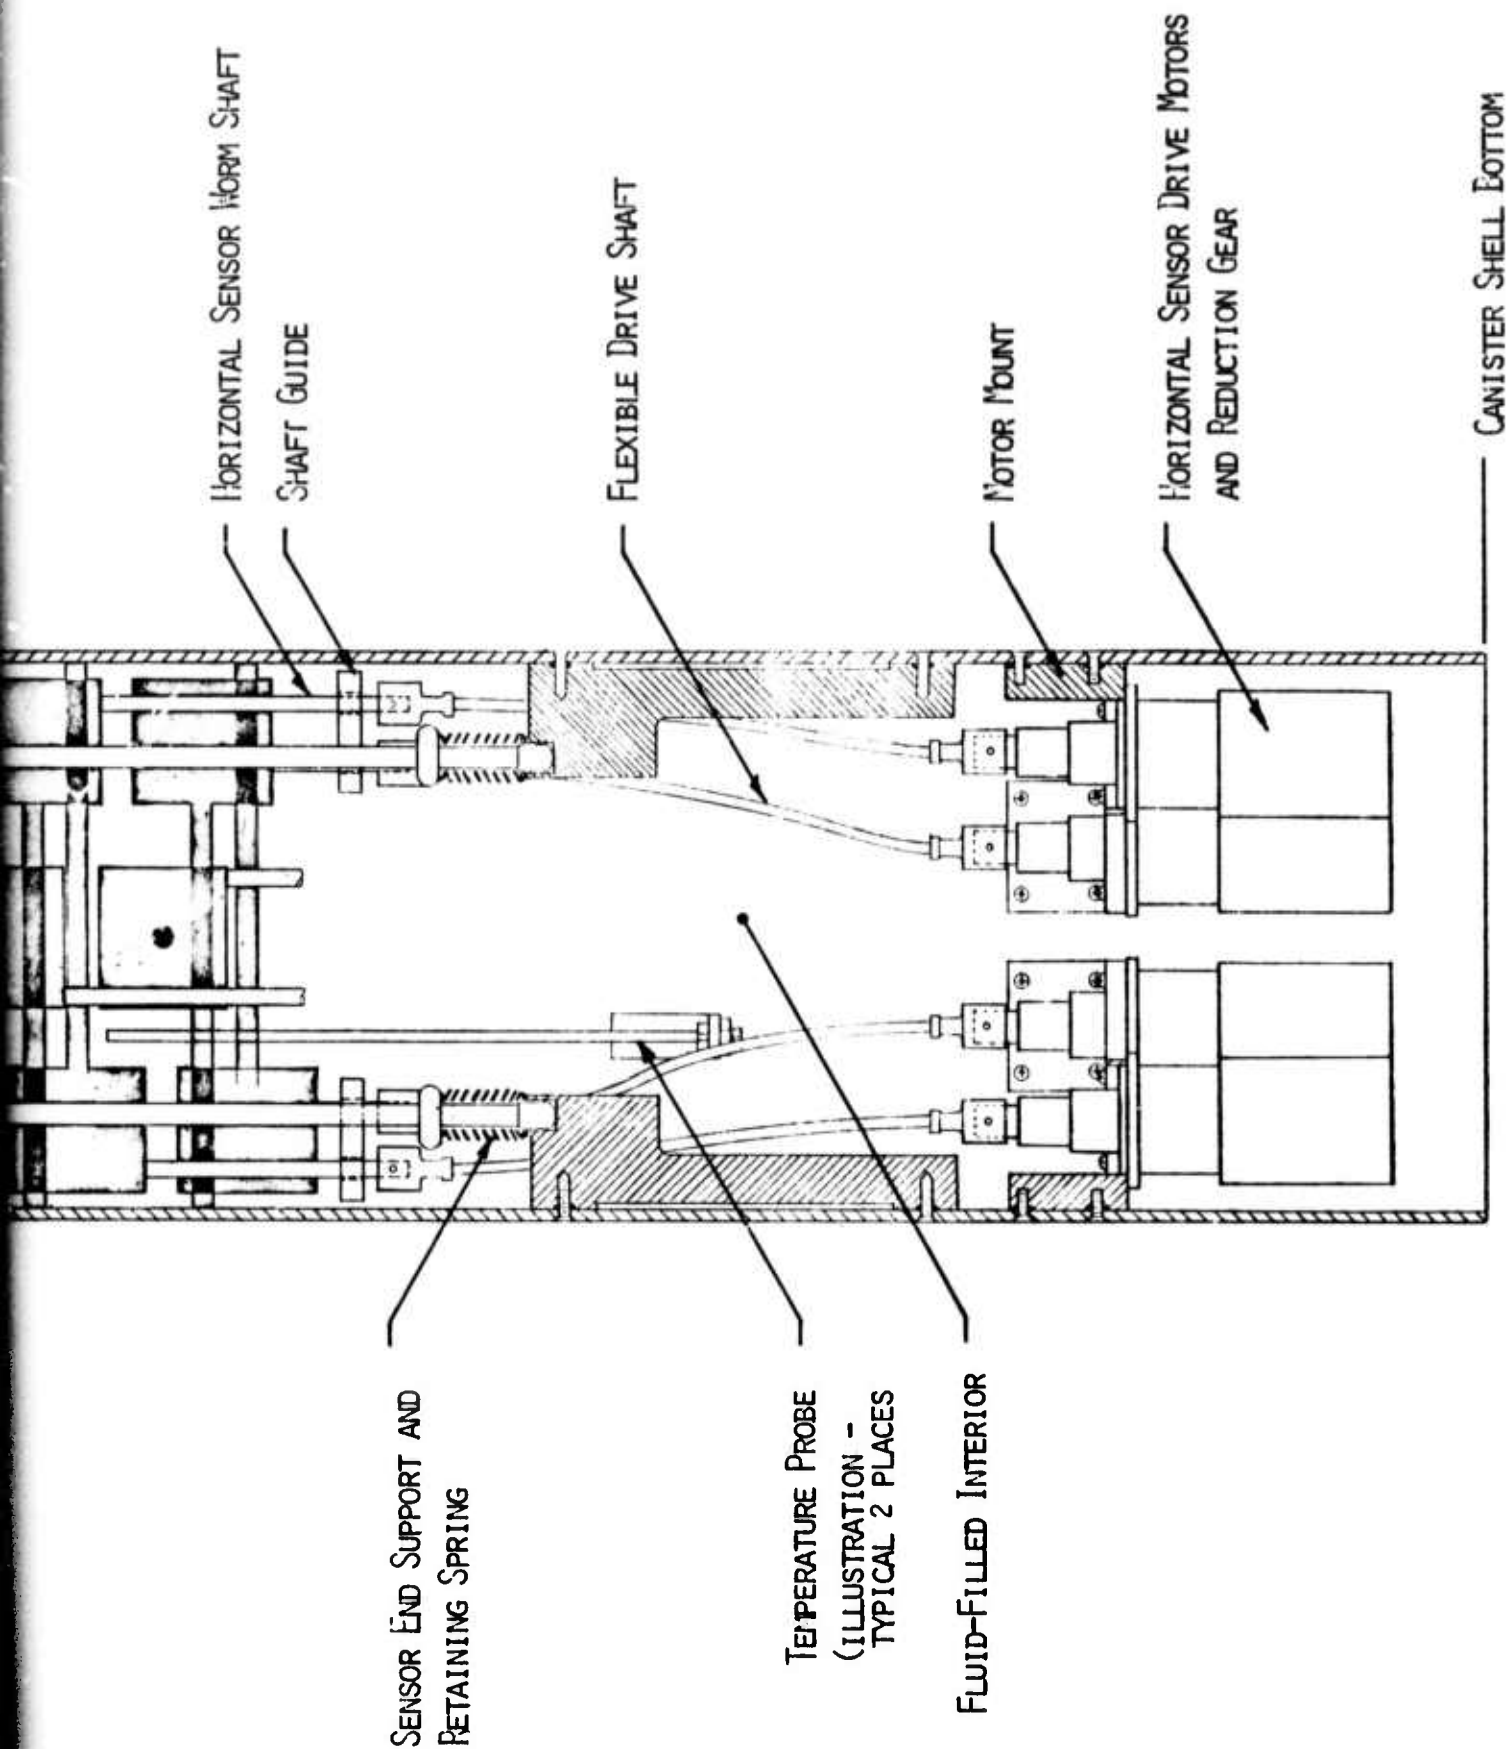 HORIZONTAL SENSOR WORM SHAFT
SHAFT GUIDE
FLEXIBLE DRIVE SHAFT
MOTOR MOUNT
HORIZONTAL SENSOR DRIVE MOTORS
AND REDUCTION GEAR
CANISTER SHELL BOTTOM
SENSOR END SUPPORT AND
RETAINING SPRING
TEMPERATURE PROBE
(ILLUSTRATION -
TYPICAL 2 PLACES
FLUID-FILLED INTERIOR